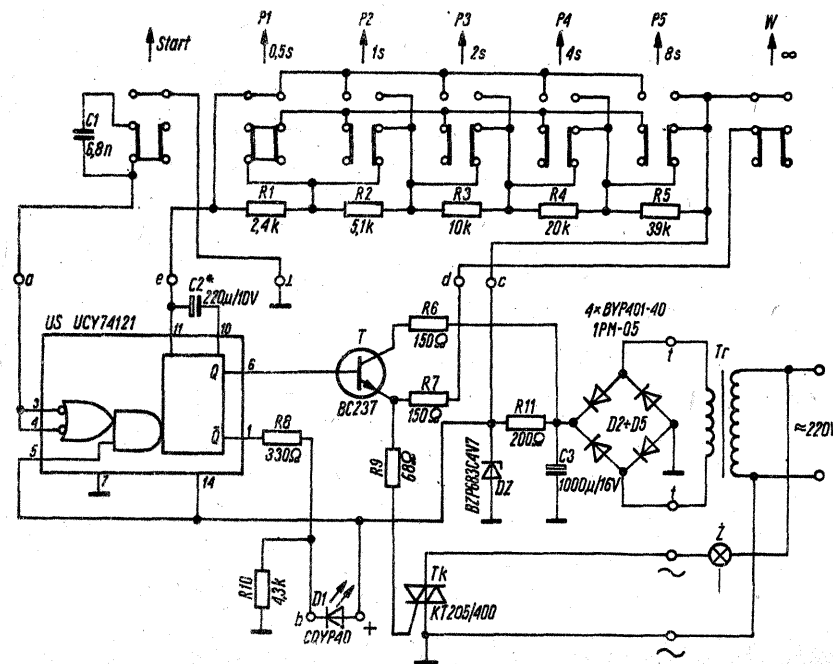 Start
P1
P2
P3
P4
P5
W
0,5s
1s
2s
4s
8s
∞
C1
6,8n
R1
2,4k
R2
5,1k
R3
10k
R4
20k
R5
39k
a
e
⊥
d
c
C2*
220µ/10V
US UCY74121
11
10
3
4
5
Q
6
Q̅
1
7
14
T
BC237
R6
150Ω
R7
150Ω
R8
330Ω
R9
68Ω
R10
4,3k
R11
200Ω
BZP683C4V7
DZ
C3
1000µ/16V
4×BYP401-40
1PM-05
D2÷D5
t
t
Tr
≈220V
D1
b
+
CQYP40
Tk
KT205/400
Ż
~
~